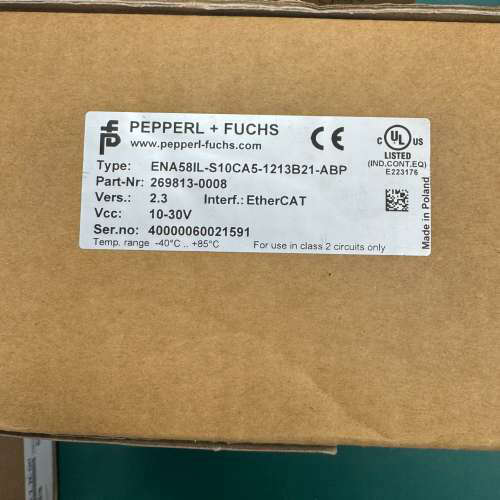 PEPPERL + FUCHS
www.pepperl-fuchs.com
Type: ENA58IL-S10CA5-1213B21-ABP
Part-Nr: 269813-0008
Vers.: 2.3 Interf.: EtherCAT
Vcc: 10-30V
Ser.no: 40000060021591
Temp. range -40°C .. +85°C For use in class 2 circuits only
CE
C UL US
LISTED
(IND.CONT.EQ)
E223176
Made in Poland